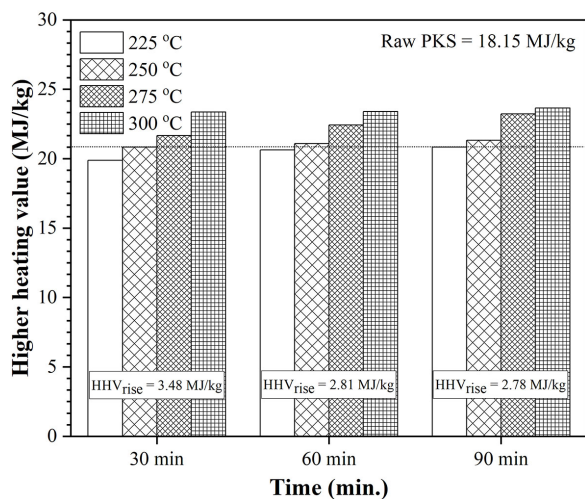 30
25
20
15
10
5
0
Higher heating value (MJ/kg)
225 °C
250 °C
275 °C
300 °C
Raw PKS = 18.15 MJ/kg
HHVrise = 3.48 MJ/kg
HHVrise = 2.81 MJ/kg
HHVrise = 2.78 MJ/kg
30 min
60 min
90 min
Time (min.)